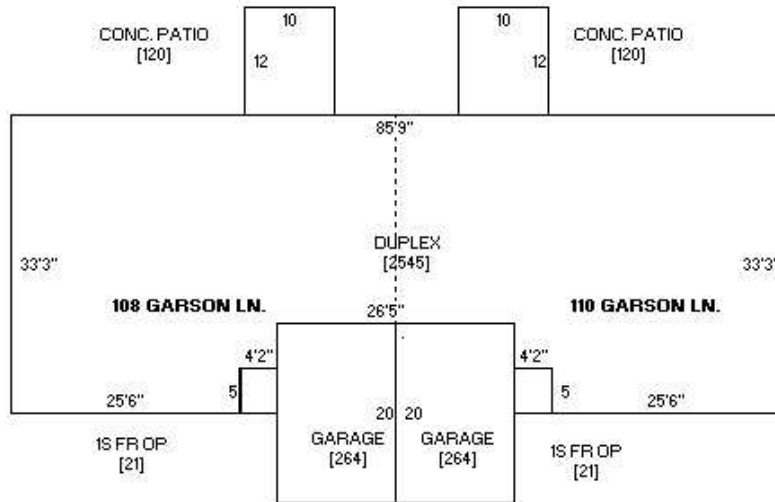 10
10
CONC. PATIO
[120]
12
12
CONC. PATIO
[120]
85'9"
DUPLEX
[2545]
33'3"
33'3"
108 GARSON LN.
26'5"
110 GARSON LN.
4'2"
4'2"
5
5
25'6"
25'6"
20
20
1S FR OP
[21]
GARAGE
[264]
GARAGE
[264]
1S FR OP
[21]